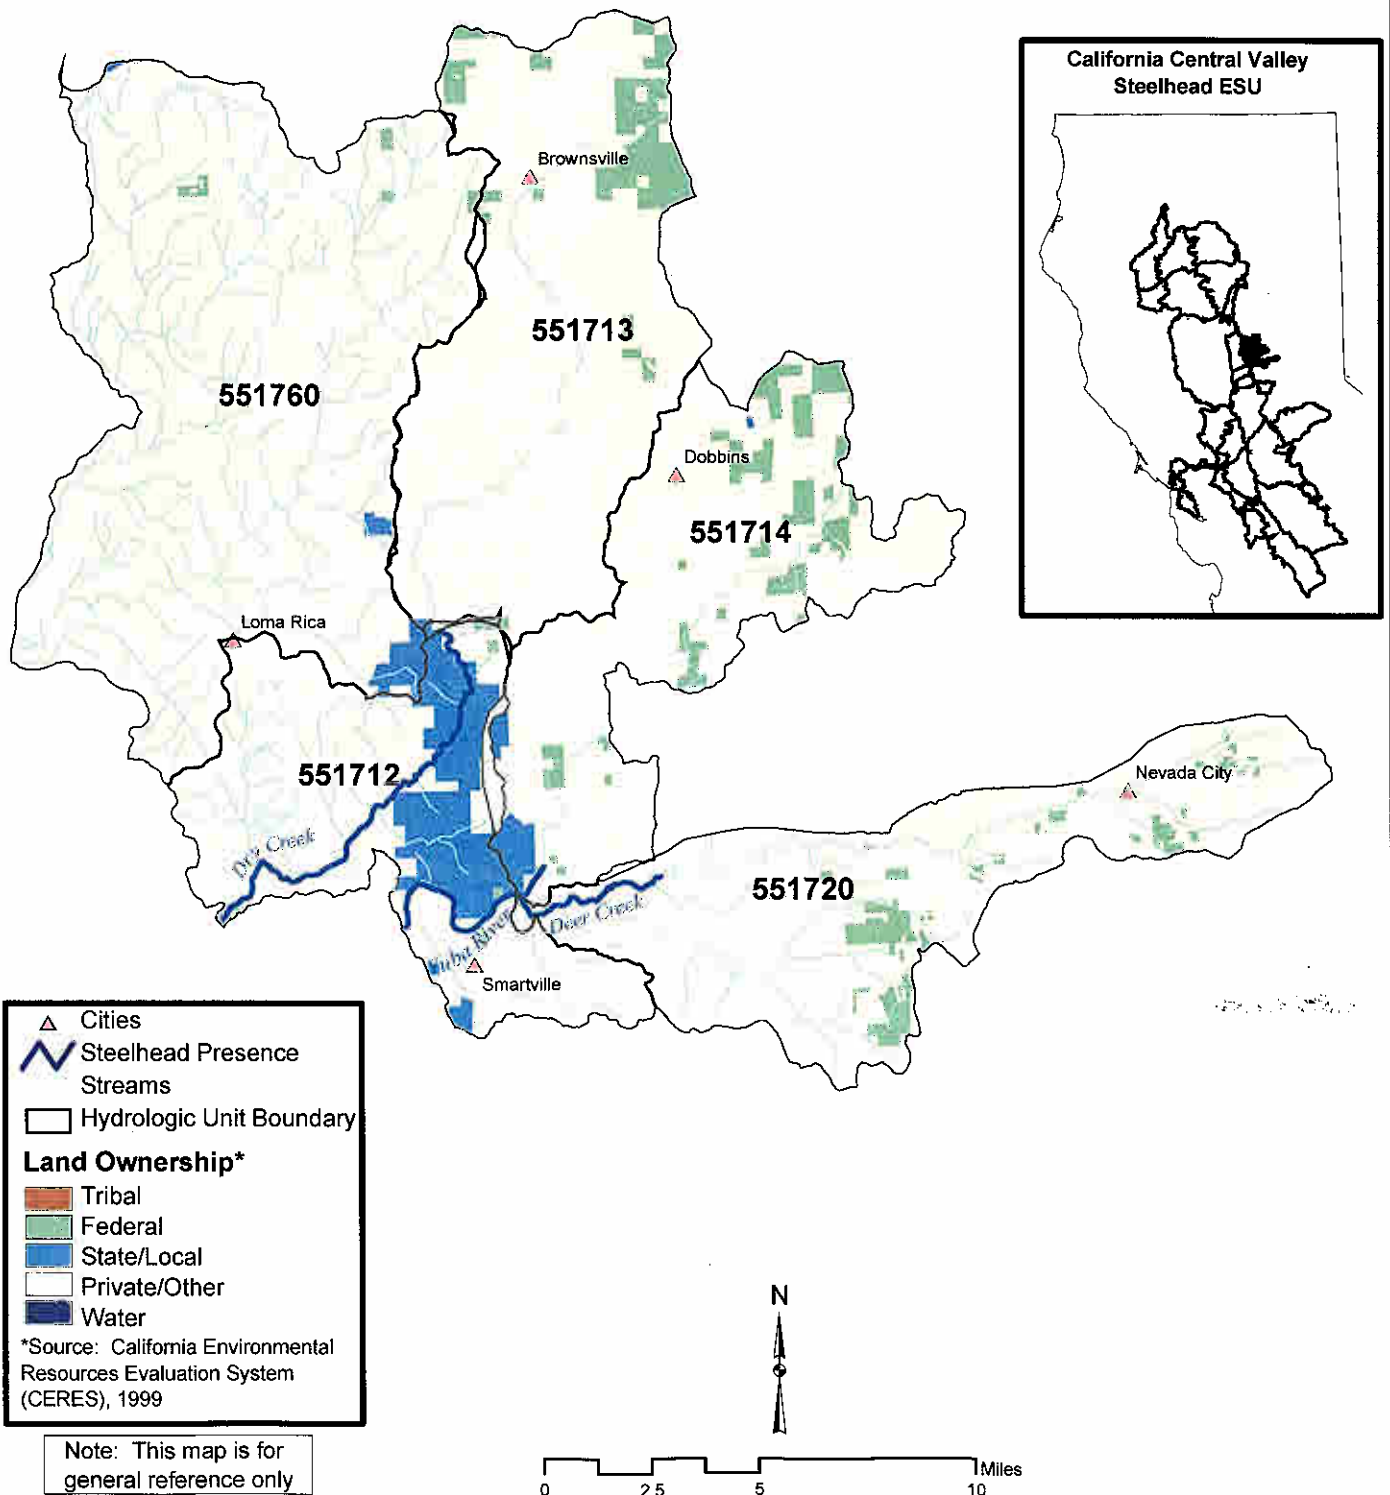 California Central Valley
Steelhead ESU
Brownsville
551713
551760
Dobbins
551714
Loma Rica
551712
Nevada City
Dry Creek
551720
Deer Creek
Yuba River
Smartville
Cities
Steelhead Presence
Streams
Hydrologic Unit Boundary
Land Ownership*
Tribal
Federal
State/Local
Private/Other
Water
*Source: California Environmental
Resources Evaluation System
(CERES), 1999
Note: This map is for
general reference only
N
Miles
0 2.5 5 10